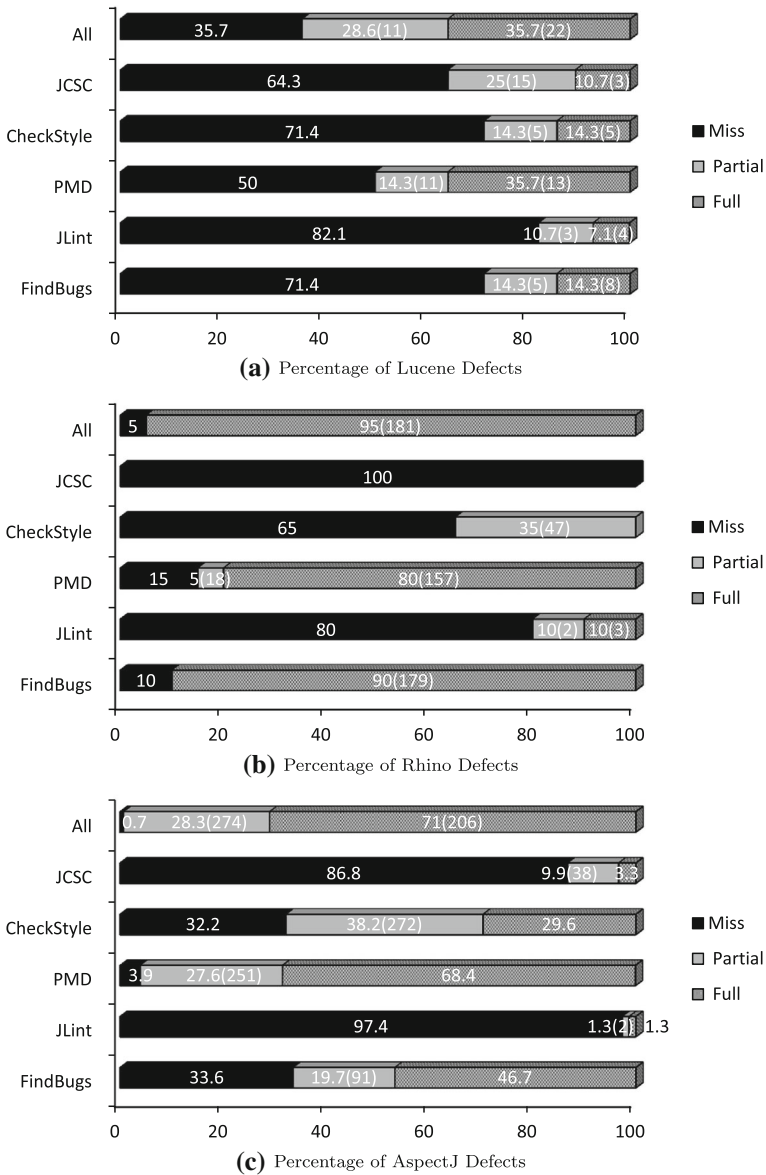 All 35.7 28.6(11) 35.7(22)
JCSC 64.3 25(15) 10.7(3)
CheckStyle 71.4 14.3(5) 14.3(5)
PMD 50 14.3(11) 35.7(13)
JLint 82.1 10.7(3) 7.1(4)
FindBugs 71.4 14.3(5) 14.3(8)
Miss
Partial
Full
0 20 40 60 80 100
(a) Percentage of Lucene Defects
All 5 95(181)
JCSC 100
CheckStyle 65 35(47)
PMD 15 5(18) 80(157)
JLint 80 10(2) 10(3)
FindBugs 10 90(179)
Miss
Partial
Full
0 20 40 60 80 100
(b) Percentage of Rhino Defects
All 0.7 28.3(274) 71(206)
JCSC 86.8 9.9(38) 3.3
CheckStyle 32.2 38.2(272) 29.6
PMD 3.9 27.6(251) 68.4
JLint 97.4 1.3(2) 1.3
FindBugs 33.6 19.7(91) 46.7
Miss
Partial
Full
0 20 40 60 80 100
(c) Percentage of AspectJ Defects